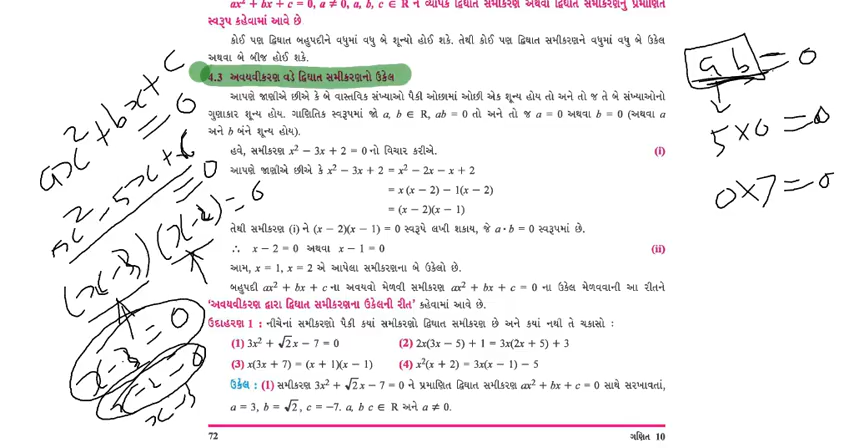 ax² + bx + c = 0, a ≠ 0, a, b, c ∈ R ને વ્યાપક દ્વિઘાત સમીકરણ અથવા દ્વિઘાત સમીકરણનું પ્રમાણિત
સ્વરૂપ કહેવામાં આવે છે
કોઈ પણ દ્વિઘાત બહુપદીને વધુમાં વધુ બે શૂન્યો હોઈ શકે. તેથી કોઈ પણ દ્વિઘાત સમીકરણને વધુમાં વધુ બે ઉકેલ
અથવા બે બીજ હોઈ શકે.
4.3 અવયવીકરણ વડે દ્વિઘાત સમીકરણનો ઉકેલ
આપણે જાણીએ છીએ કે બે વાસ્તવિક સંખ્યાઓ પૈકી ઓછામાં ઓછી એક શૂન્ય હોય તો અને તો જ તે બે સંખ્યાઓનો
ગુણાકાર શૂન્ય હોય. ગાણિતિક સ્વરૂપમાં જો a, b ∈ R, ab = 0 તો અને તો જ a = 0 અથવા b = 0 (અથવા a
અને b બંને શૂન્ય હોય).
હવે, સમીકરણ x² − 3x + 2 = 0 નો વિચાર કરીએ. (i)
આપણે જાણીએ છીએ કે x² − 3x + 2 = x² − 2x − x + 2
= x (x − 2) − 1(x − 2)
= (x − 2)(x − 1)
તેથી સમીકરણ (i) ને (x − 2)(x − 1) = 0 સ્વરૂપે લખી શકાય, જે a · b = 0 સ્વરૂપમાં છે.
∴ x − 2 = 0 અથવા x − 1 = 0 (ii)
આમ, x = 1, x = 2 એ આપેલા સમીકરણના બે ઉકેલો છે.
બહુપદી ax² + bx + c ના અવયવો મેળવી સમીકરણ ax² + bx + c = 0 ના ઉકેલ મેળવવાની આ રીતને
‘અવયવીકરણ દ્વારા દ્વિઘાત સમીકરણના ઉકેલની રીત’ કહેવામાં આવે છે.
ઉદાહરણ 1 : નીચેનાં સમીકરણો પૈકી કયાં સમીકરણો દ્વિઘાત સમીકરણ છે અને કયાં નથી તે ચકાસો :
(1) 3x² + √2 x − 7 = 0 (2) 2x(3x − 5) + 1 = 3x(2x + 5) + 3
(3) x(3x + 7) = (x + 1)(x − 1) (4) x²(x + 2) = 3x(x − 1) − 5
ઉકેલ : (1) સમીકરણ 3x² + √2 x − 7 = 0 ને પ્રમાણિત દ્વિઘાત સમીકરણ ax² + bx + c = 0 સાથે સરખાવતાં,
a = 3, b = √2 , c = −7. a, b c ∈ R અને a ≠ 0.
72 ગણિત 10
ax² + bx + c
= 0
x² − 5x + 6
= 0
x − 3 = 0
a b = 0
5 × 0 = 0
0 × 7 = 0